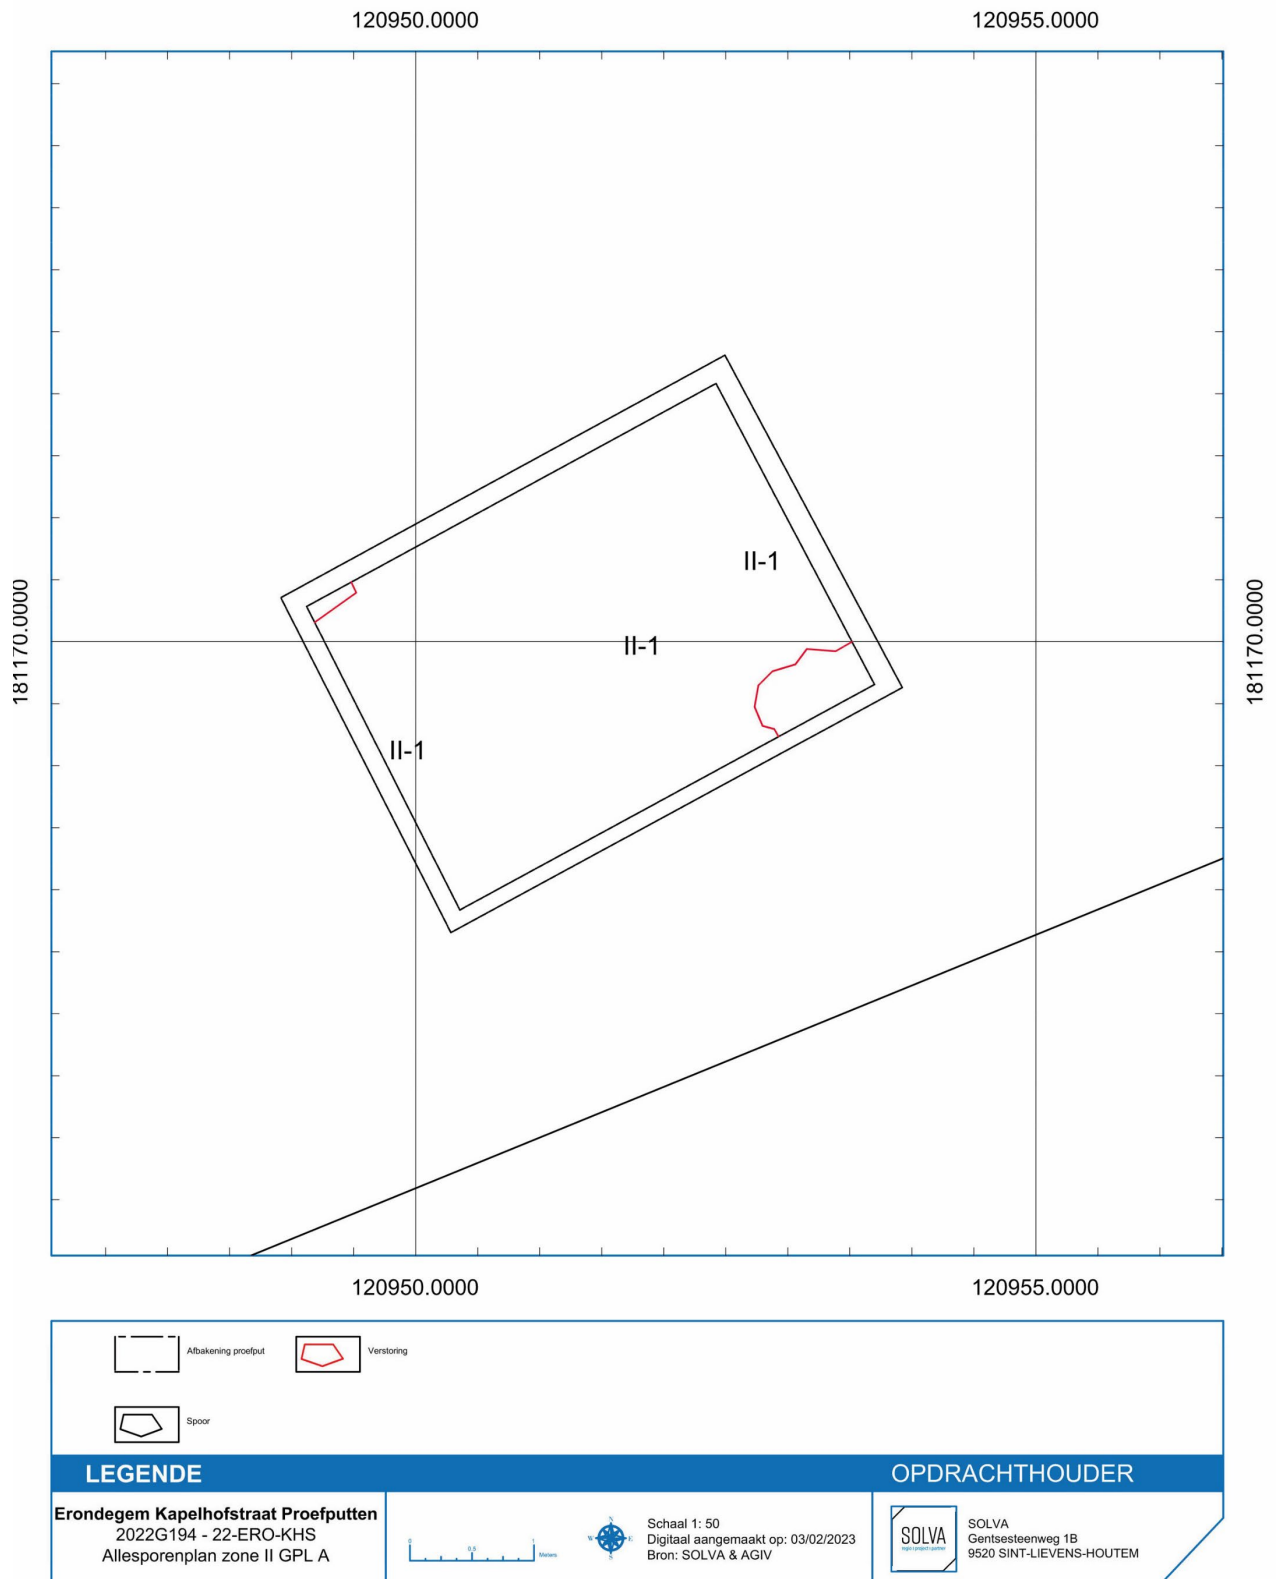 120950.0000
120955.0000
181170.0000
181170.0000
II-1
II-1
II-1
120950.0000
120955.0000
Afbakening proefput
Verstoring
Spoor
LEGENDE
OPDRACHTHOUDER
Erondegem Kapelhofstraat Proefputten
2022G194 - 22-ERO-KHS
Allesporenplan zone II GPL A
0
0.5
1
Meters
N
W
E
S
Schaal 1: 50
Digitaal aangemaakt op: 03/02/2023
Bron: SOLVA & AGIV
SOLVA
SOLVA
Gentsesteenweg 1B
9520 SINT-LIEVENS-HOUTEM